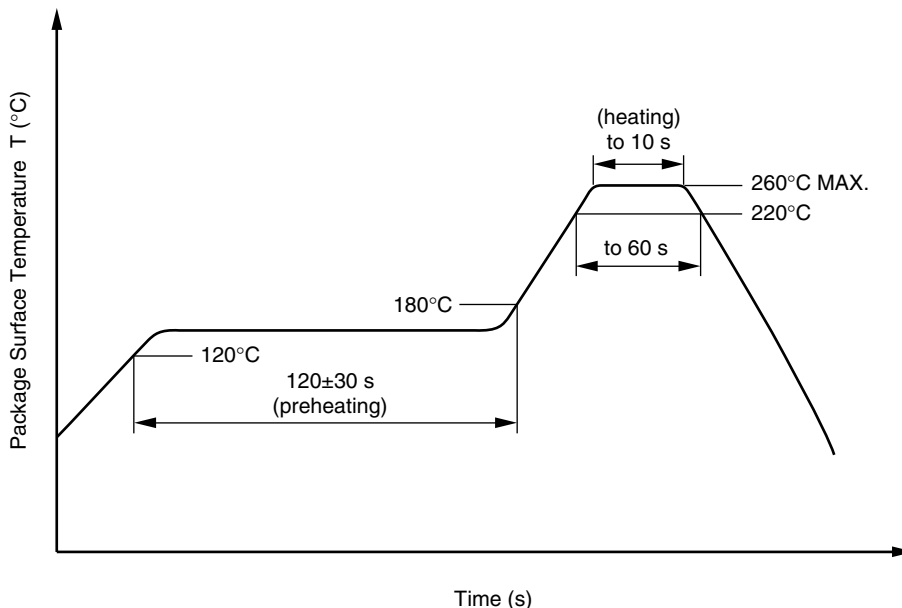 Package Surface Temperature T (°C)
(heating)
to 10 s
260°C MAX.
220°C
to 60 s
180°C
120°C
120±30 s
(preheating)
Time (s)